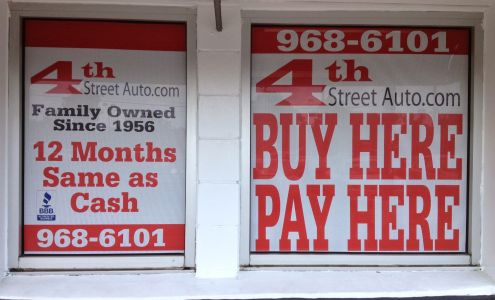 4th
Street Auto.com
Family Owned
Since 1956
12 Months
Same as
Cash
BBB
968-6101
968-6101
4th
Street Auto.com
BUY HERE
PAY HERE